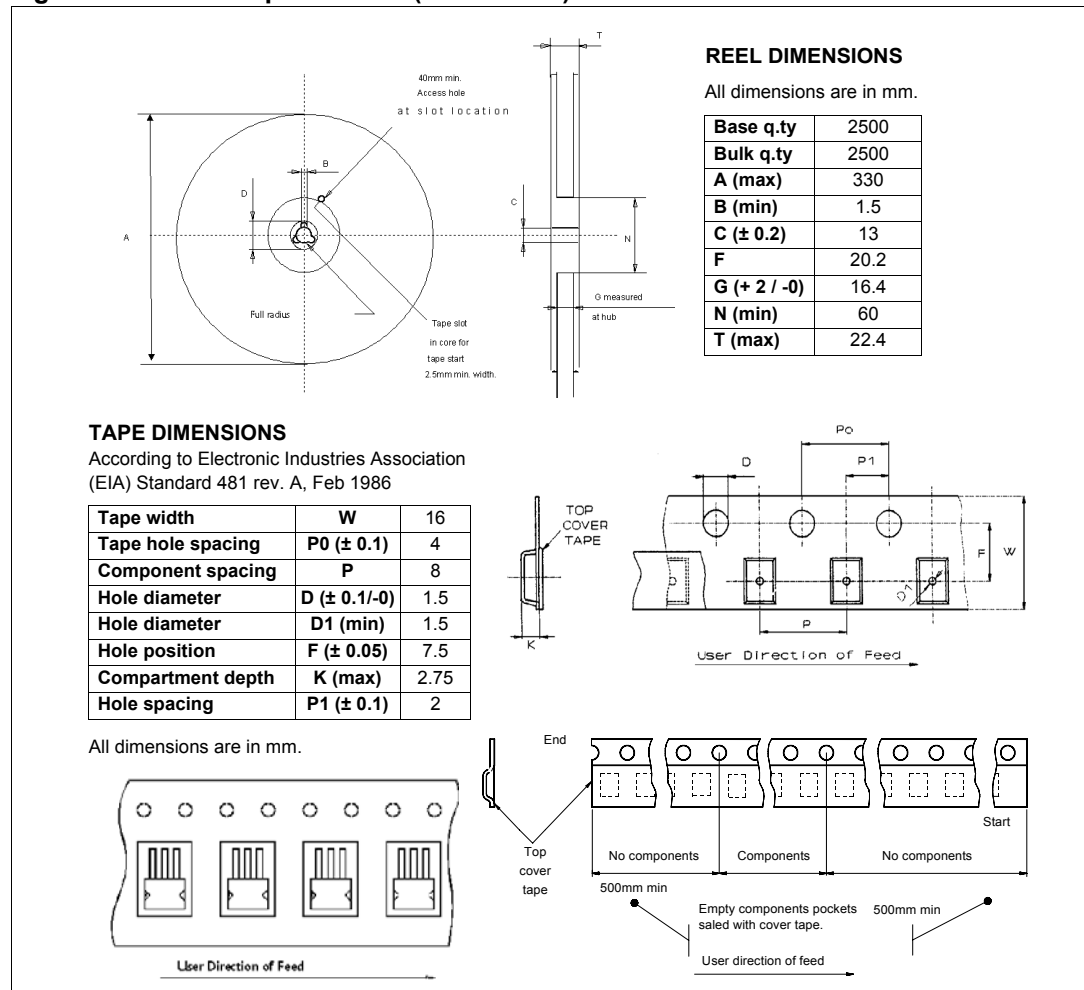 T
40mm min.
Access hole
at slot location
B
D
A
C
N
Full radius
Tape slot
in core for
tape start
2.5mm min. width.
G measured
at hub
REEL DIMENSIONS
All dimensions are in mm.
Base q.ty 2500
Bulk q.ty 2500
A (max) 330
B (min) 1.5
C (± 0.2) 13
F 20.2
G (+ 2 / -0) 16.4
N (min) 60
T (max) 22.4
TAPE DIMENSIONS
According to Electronic Industries Association
(EIA) Standard 481 rev. A, Feb 1986
Tape width W 16
Tape hole spacing P0 (± 0.1) 4
Component spacing P 8
Hole diameter D (± 0.1/-0) 1.5
Hole diameter D1 (min) 1.5
Hole position F (± 0.05) 7.5
Compartment depth K (max) 2.75
Hole spacing P1 (± 0.1) 2
All dimensions are in mm.
TOP
COVER
TAPE
K
Po
D
P1
F
W
D1
P
User Direction of Feed
User Direction of Feed
End
Start
Top
cover
tape
No components
Components
No components
500mm min
Empty components pockets
saled with cover tape.
500mm min
User direction of feed